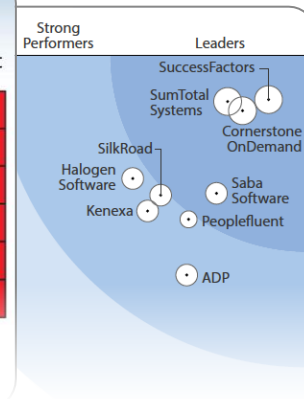 Strong
Performers
Leaders
SuccessFactors
SumTotal
Systems
Cornerstone
OnDemand
SilkRoad
Halogen
Software
Saba
Software
Kenexa
Peoplefluent
ADP